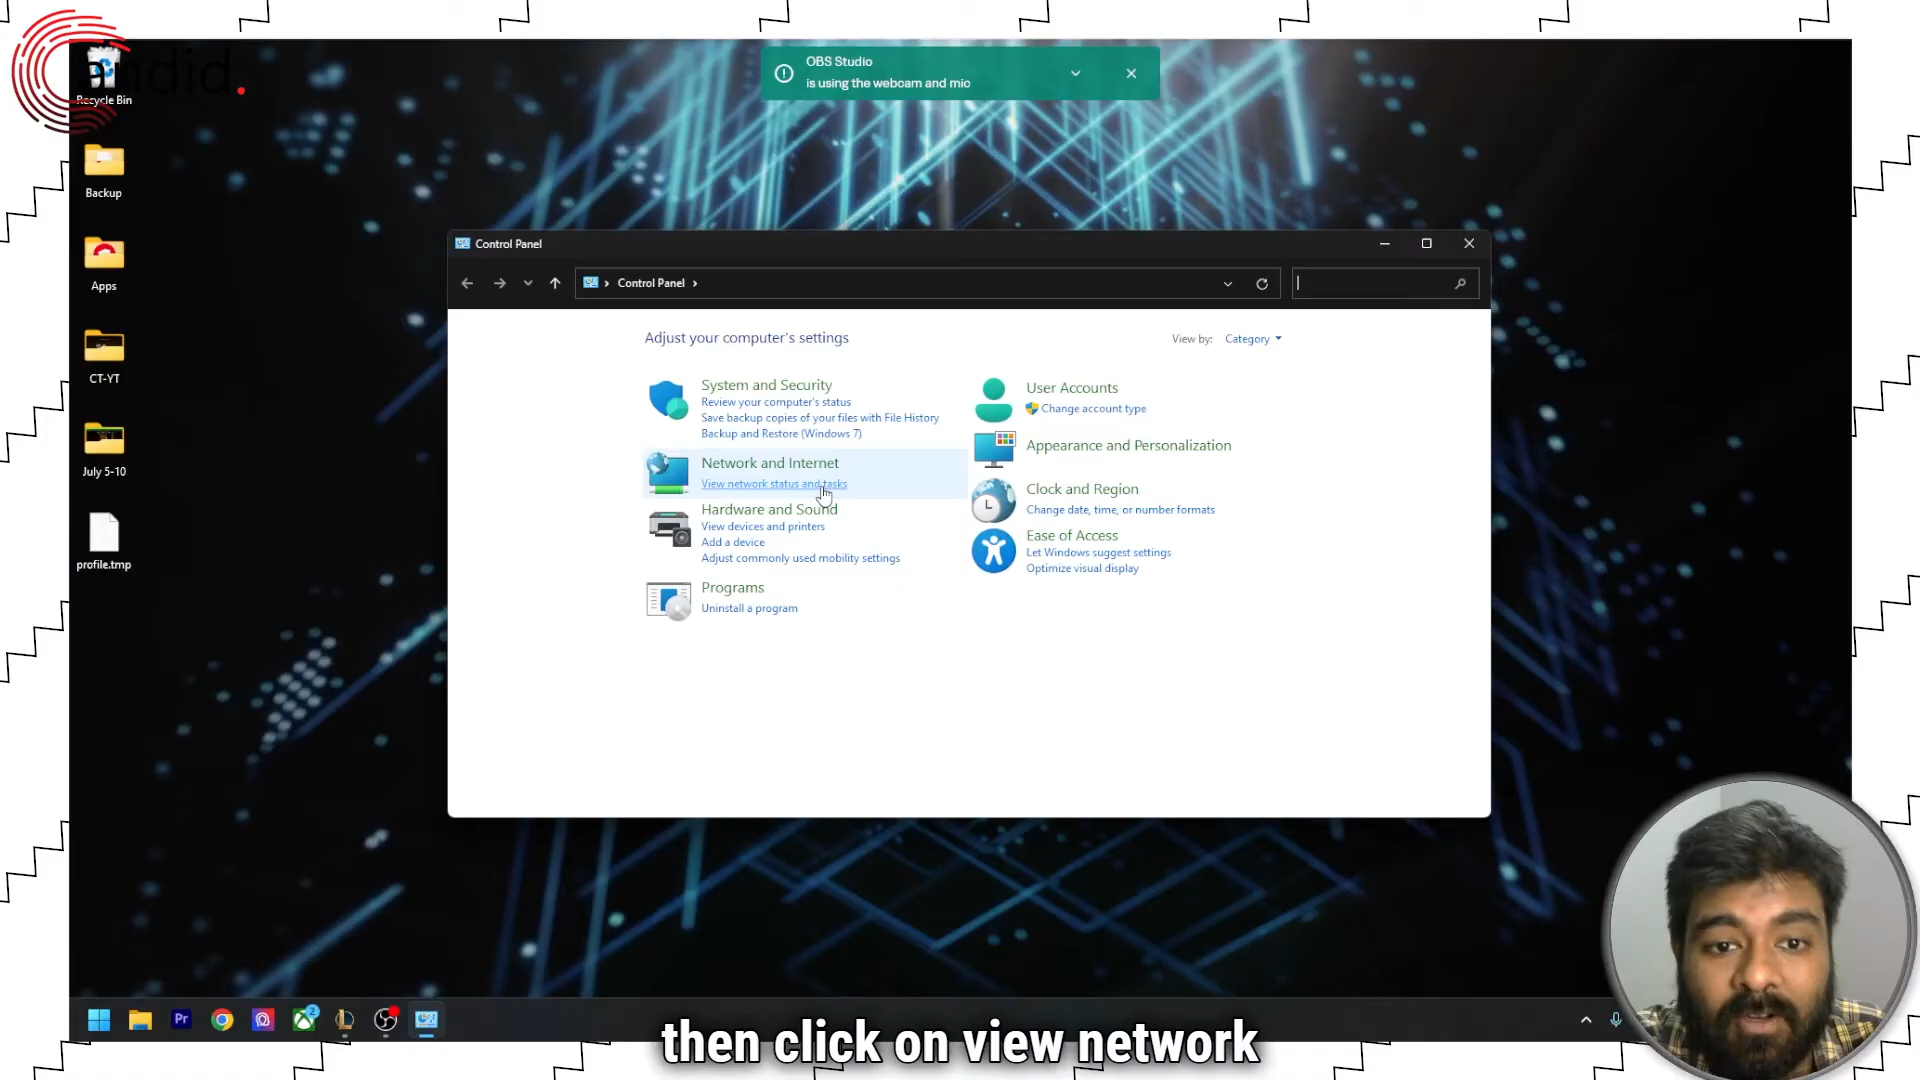 andid.
Recycle Bin
Backup
Apps
CT-YT
July 5-10
profile.tmp
OBS Studio
is using the webcam and mic
Control Panel
Control Panel
Adjust your computer's settings
View by: Category
System and Security
Review your computer's status
Save backup copies of your files with File History
Backup and Restore (Windows 7)
Network and Internet
View network status and tasks
Hardware and Sound
View devices and printers
Add a device
Adjust commonly used mobility settings
Programs
Uninstall a program
User Accounts
Change account type
Appearance and Personalization
Clock and Region
Change date, time, or number formats
Ease of Access
Let Windows suggest settings
Optimize visual display
Pr
2
then click on view network